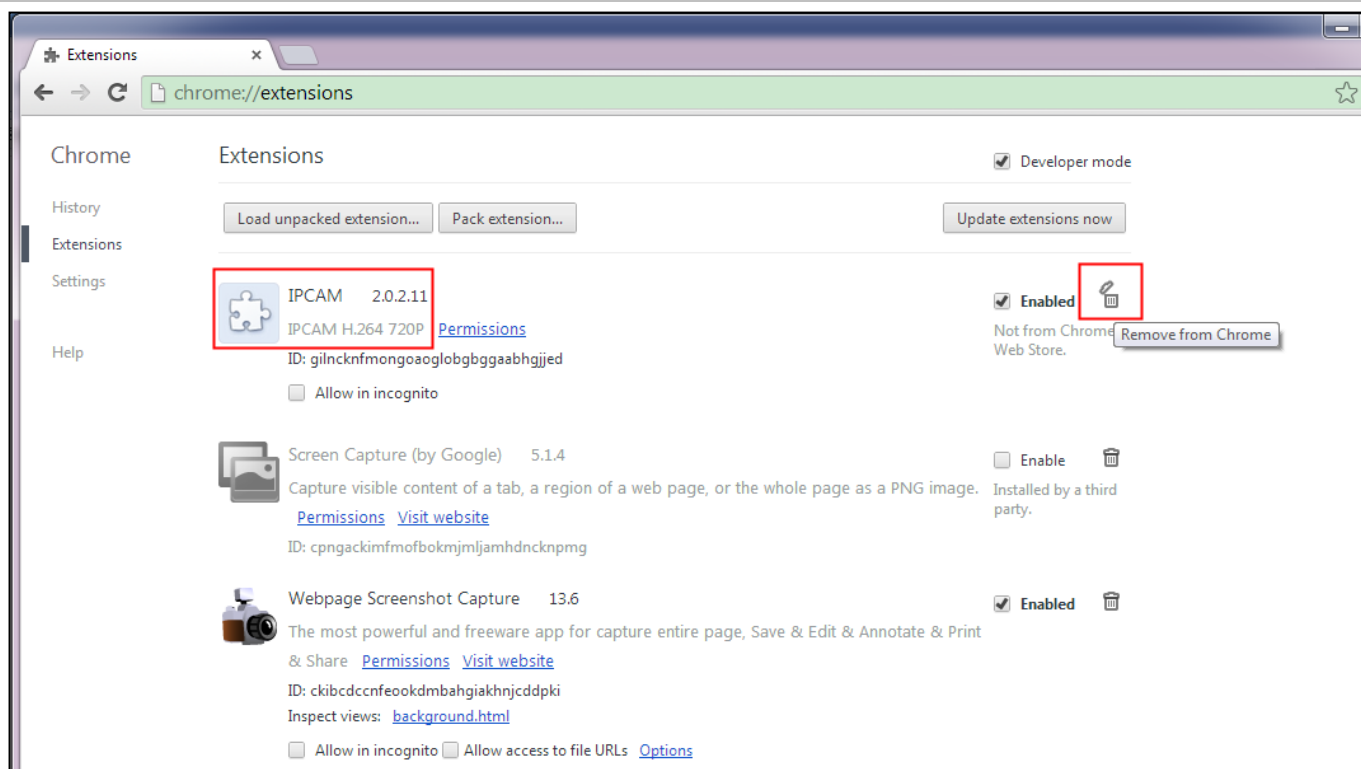 Extensions
chrome://extensions
Chrome
Extensions
Developer mode
History
Load unpacked extension...
Pack extension...
Update extensions now
Extensions
Settings
Help
IPCAM 2.0.2.11
Enabled
IPCAM H.264 720P Permissions
Not from Chrome
Web Store.
Remove from Chrome
ID: gilncknfmongoaoglobgbggaabhgjjed
Allow in incognito
Screen Capture (by Google) 5.1.4
Enable
Capture visible content of a tab, a region of a web page, or the whole page as a PNG image.
Installed by a third
party.
Permissions Visit website
ID: cpngackimfmofbokmjmljamhdncknpmg
Webpage Screenshot Capture 13.6
Enabled
The most powerful and freeware app for capture entire page, Save & Edit & Annotate & Print
& Share Permissions Visit website
ID: ckibcdccnfeookdmbahgiakhnjcddpki
Inspect views: background.html
Allow in incognito Allow access to file URLs Options